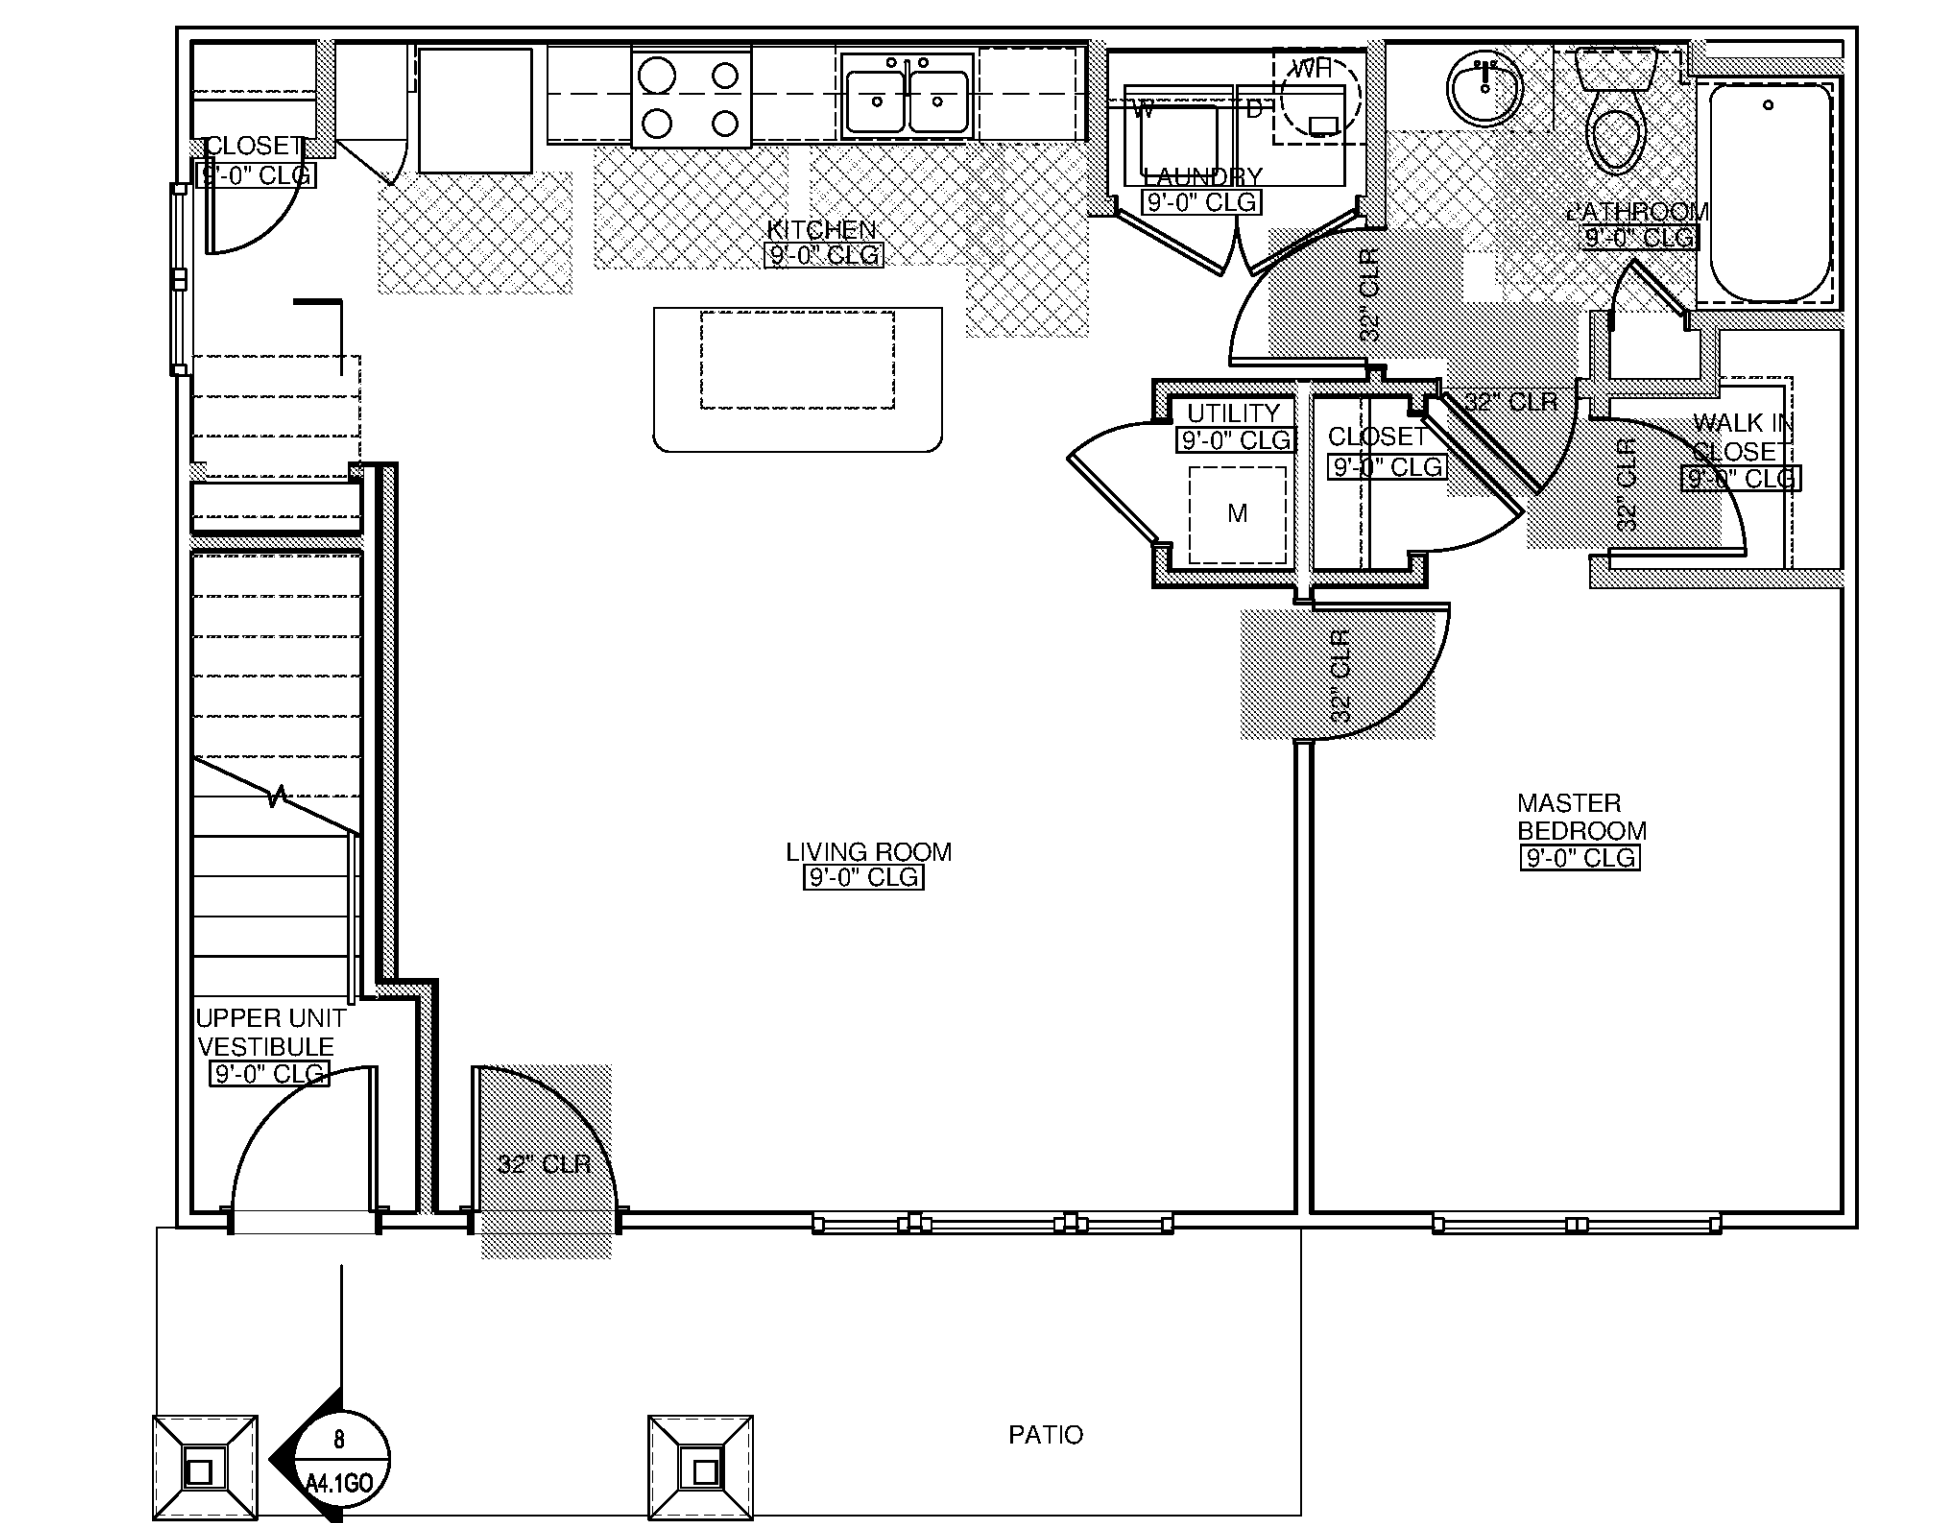 CLOSET
9'-0" CLG
KITCHEN
9'-0" CLG
W
D
WH
LAUNDRY
9'-0" CLG
BATHROOM
9'-0" CLG
32" CLR
32" CLR
UTILITY
9'-0" CLG
M
CLOSET
9'-0" CLG
32" CLR
WALK IN
CLOSET
9'-0" CLG
32" CLR
LIVING ROOM
9'-0" CLG
MASTER
BEDROOM
9'-0" CLG
UPPER UNIT
VESTIBULE
9'-0" CLG
32" CLR
PATIO
8
A4.1GO